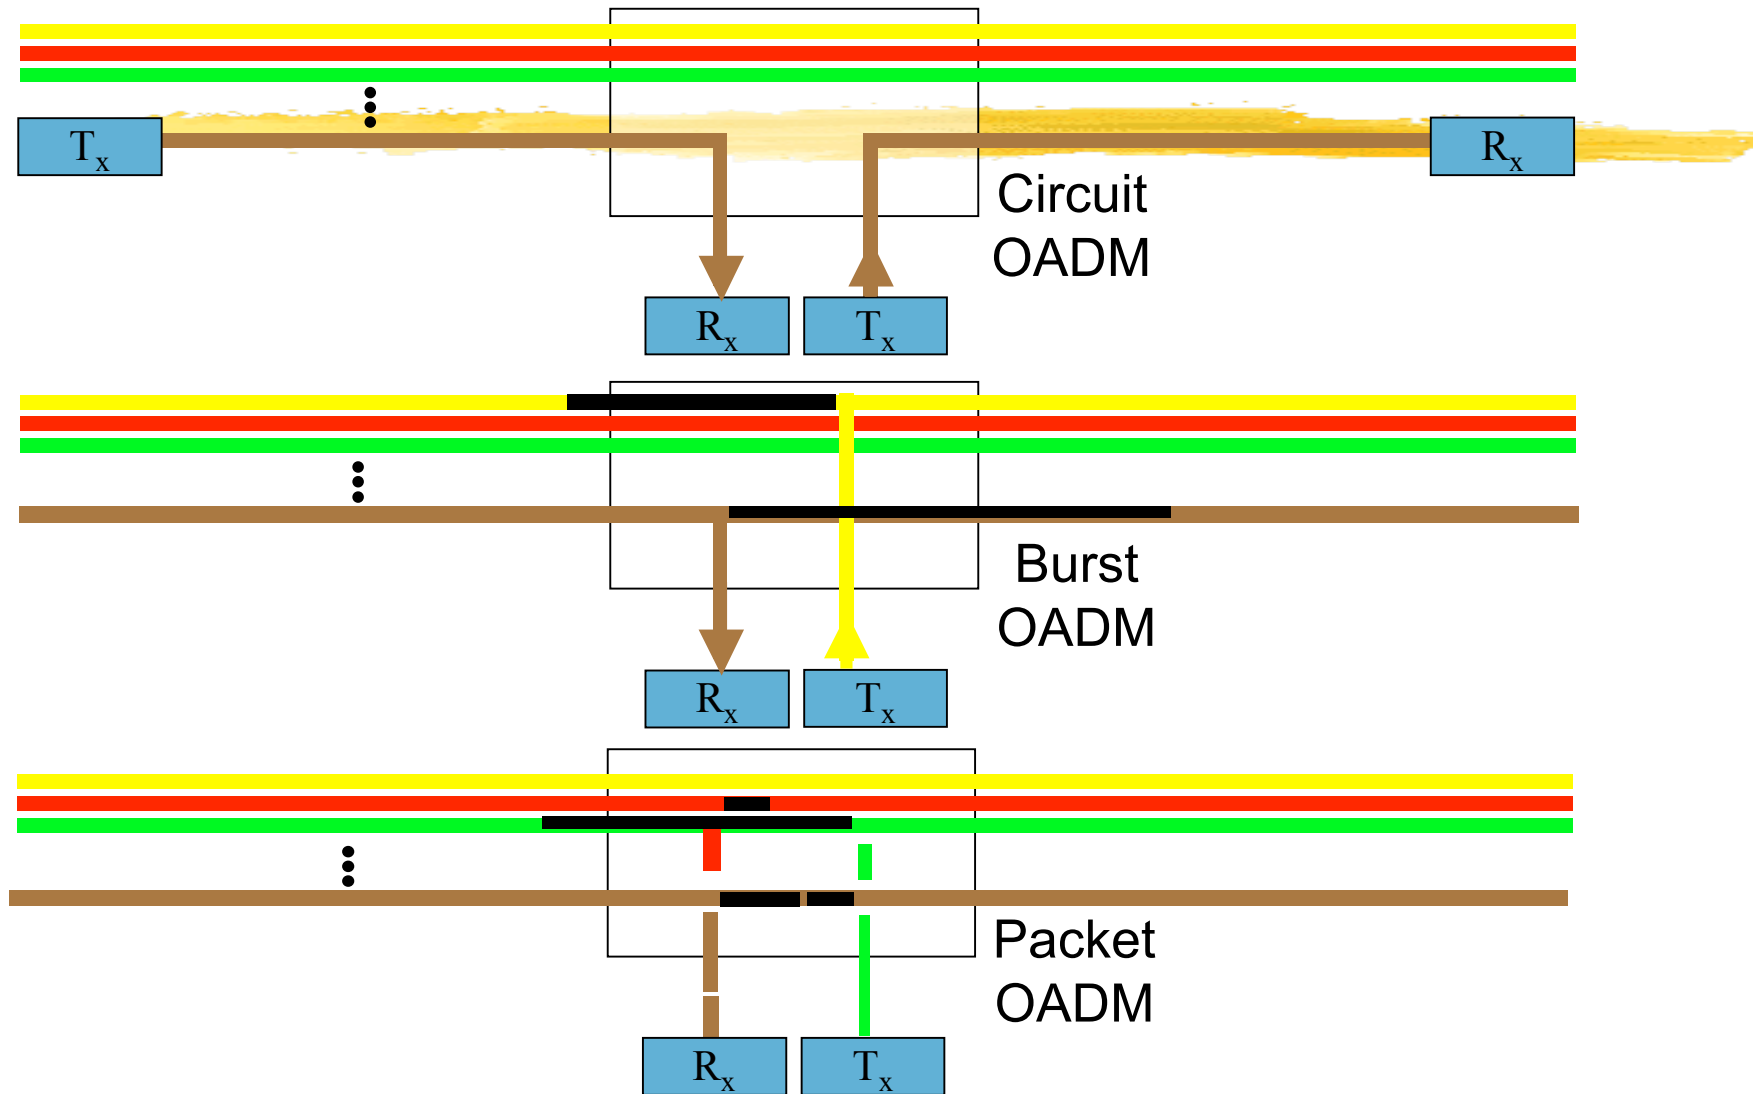 Tx
Rx
Circuit
OADM
Rx
Tx
Burst
OADM
Rx
Tx
Packet
OADM
Rx
Tx